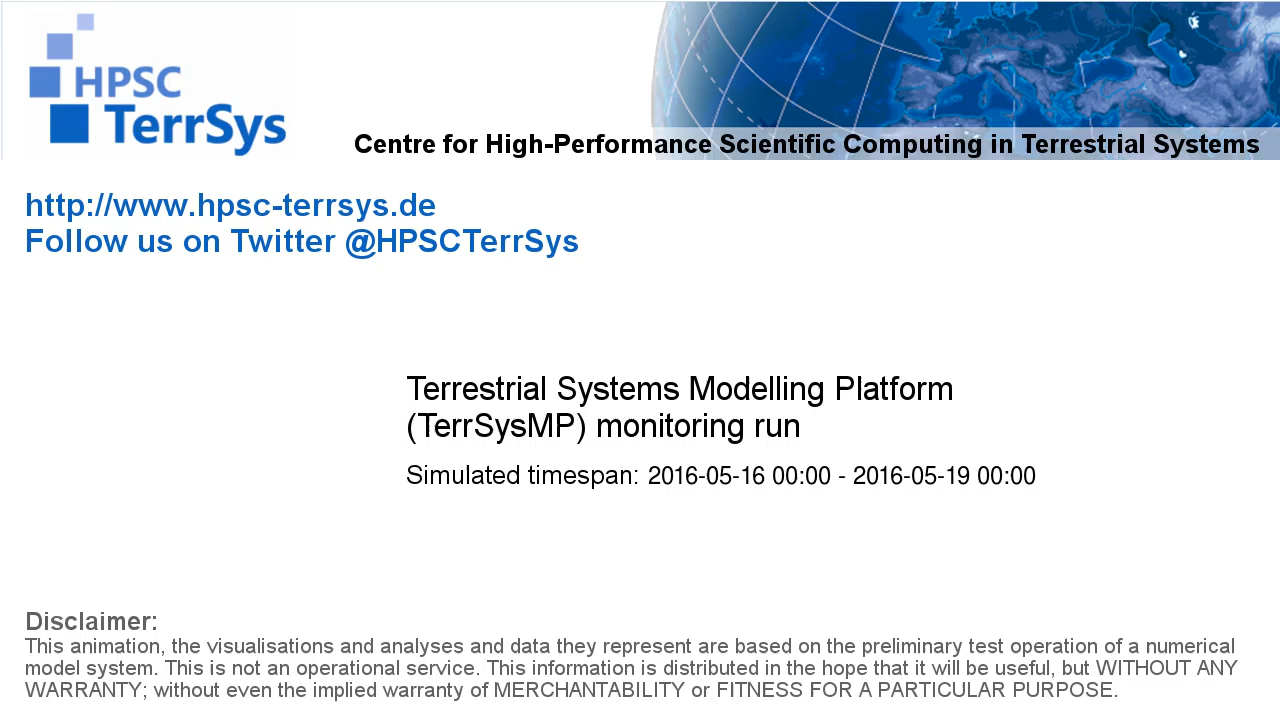 HPSC
TerrSys
Centre for High-Performance Scientific Computing in Terrestrial Systems
http://www.hpsc-terrsys.de
Follow us on Twitter @HPSCTerrSys
Terrestrial Systems Modelling Platform
(TerrSysMP) monitoring run
Simulated timespan: 2016-05-16 00:00 - 2016-05-19 00:00
Disclaimer:
This animation, the visualisations and analyses and data they represent are based on the preliminary test operation of a numerical
model system. This is not an operational service. This information is distributed in the hope that it will be useful, but WITHOUT ANY
WARRANTY; without even the implied warranty of MERCHANTABILITY or FITNESS FOR A PARTICULAR PURPOSE.